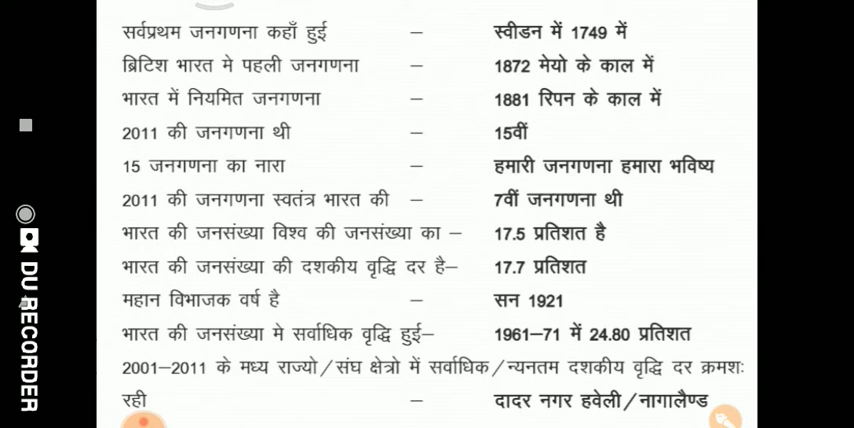 सर्वप्रथम जनगणना कहाँ हुई – स्वीडन में 1749 में
ब्रिटिश भारत मे पहली जनगणना – 1872 मेयो के काल में
भारत में नियमित जनगणना – 1881 रिपन के काल में
2011 की जनगणना थी – 15वीं
15 जनगणना का नारा – हमारी जनगणना हमारा भविष्य
2011 की जनगणना स्वतंत्र भारत की – 7वीं जनगणना थी
भारत की जनसंख्या विश्व की जनसंख्या का – 17.5 प्रतिशत है
भारत की जनसंख्या की दशकीय वृद्धि दर है– 17.7 प्रतिशत
महान विभाजक वर्ष है – सन 1921
भारत की जनसंख्या मे सर्वाधिक वृद्धि हुई– 1961–71 में 24.80 प्रतिशत
2001–2011 के मध्य राज्यो/संघ क्षेत्रो में सर्वाधिक/न्यनतम दशकीय वृद्धि दर क्रमशः
रही – दादर नगर हवेली/नागालैण्ड
DU RECORDER